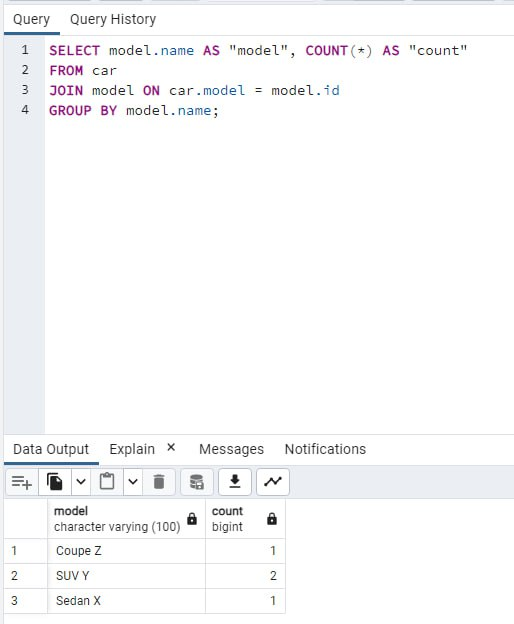 Query Query History
1 SELECT model.name AS "model", COUNT(*) AS "count"
2 FROM car
3 JOIN model ON car.model = model.id
4 GROUP BY model.name;
Data Output Explain × Messages Notifications
model count
character varying (100) bigint
1 Coupe Z 1
2 SUV Y 2
3 Sedan X 1